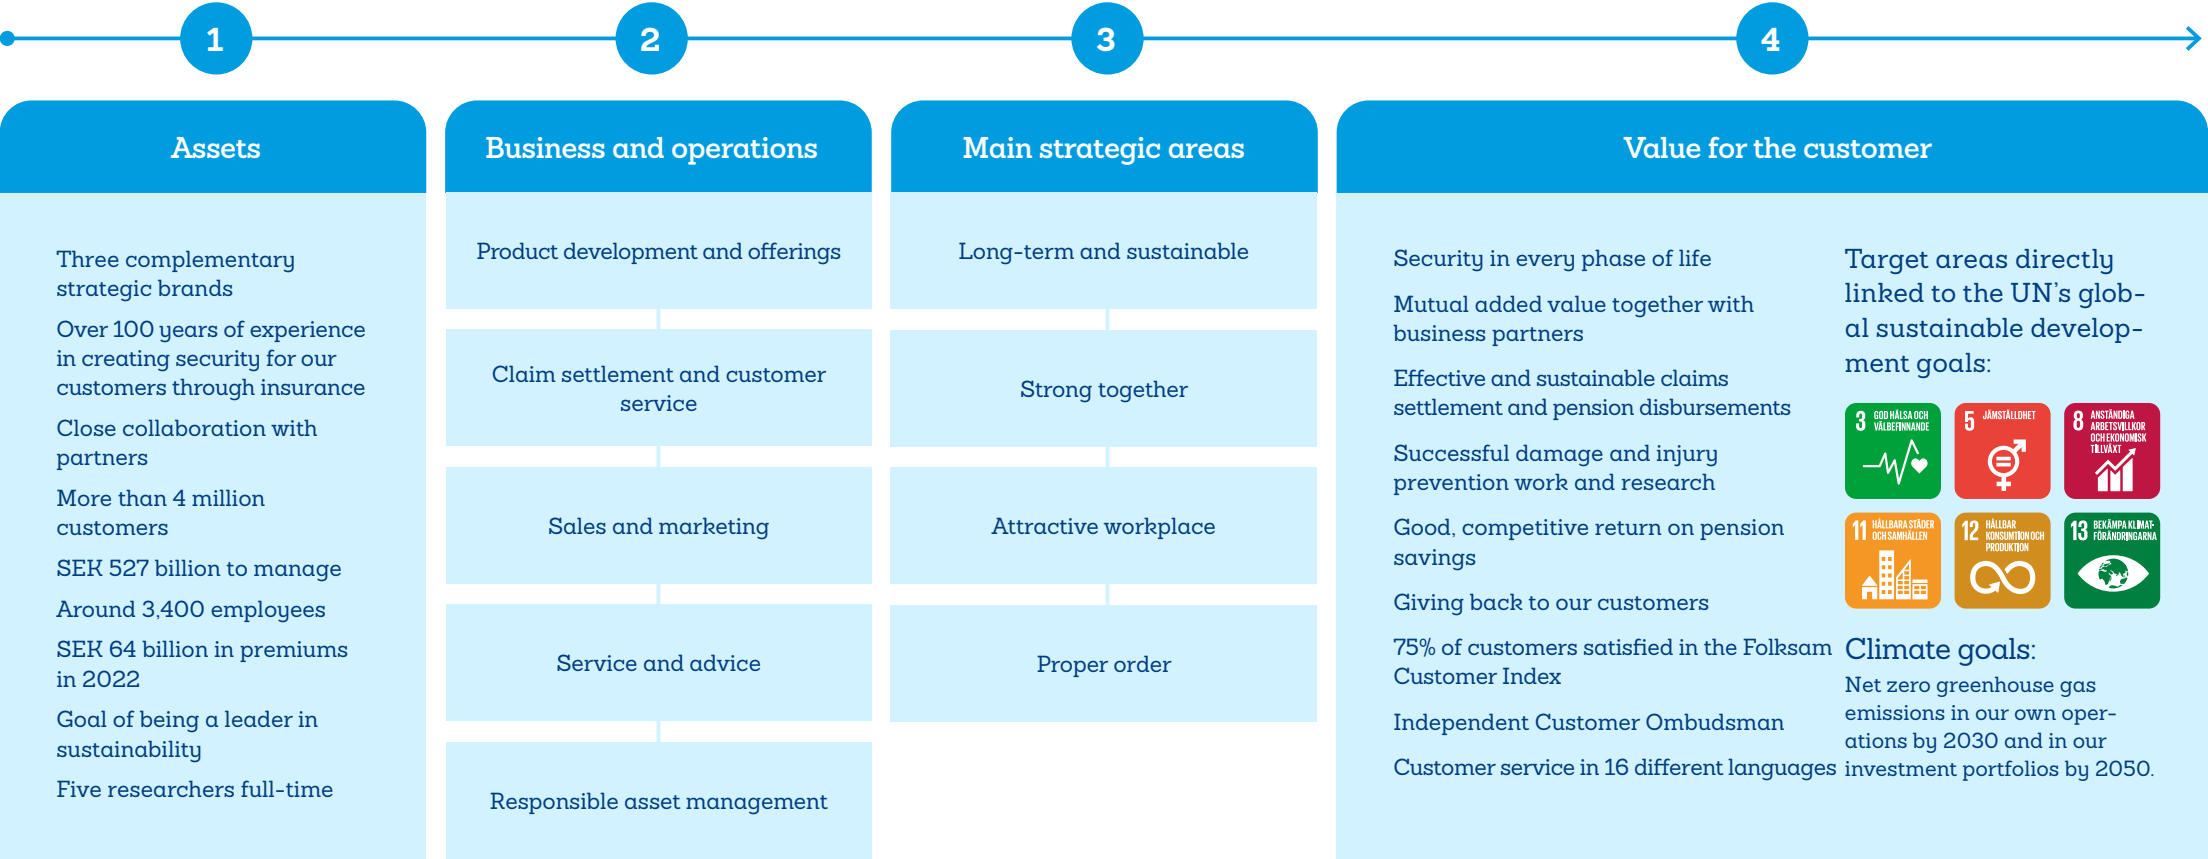 1
2
3
4
Assets
Three complementary
strategic brands
Over 100 years of experience
in creating security for our
customers through insurance
Close collaboration with
partners
More than 4 million
customers
SEK 527 billion to manage
Around 3,400 employees
SEK 64 billion in premiums
in 2022
Goal of being a leader in
sustainability
Five researchers full-time
Business and operations
Product development and offerings
Claim settlement and customer
service
Sales and marketing
Service and advice
Responsible asset management
Main strategic areas
Long-term and sustainable
Strong together
Attractive workplace
Proper order
Value for the customer
Security in every phase of life
Mutual added value together with
business partners
Effective and sustainable claims
settlement and pension disbursements
Successful damage and injury
prevention work and research
Good, competitive return on pension
savings
Giving back to our customers
75% of customers satisfied in the Folksam
Customer Index
Independent Customer Ombudsman
Customer service in 16 different languages
Target areas directly
linked to the UN's glob-
al sustainable develop-
ment goals:
3 GOD HÄLSA OCH
VÄLBEFINNANDE
5 JÄMSTÄLLDHET
8 ANSTÄNDIGA
ARBETSVILLKOR
OCH EKONOMISK
TILLVÄXT
11 HÅLLBARA STÄDER
OCH SAMHÄLLEN
12 HÅLLBAR
KONSUMTION OCH
PRODUKTION
13 BEKÄMPA KLIMAT-
FÖRÄNDRINGARNA
Climate goals:
Net zero greenhouse gas
emissions in our own oper-
ations by 2030 and in our
investment portfolios by 2050.